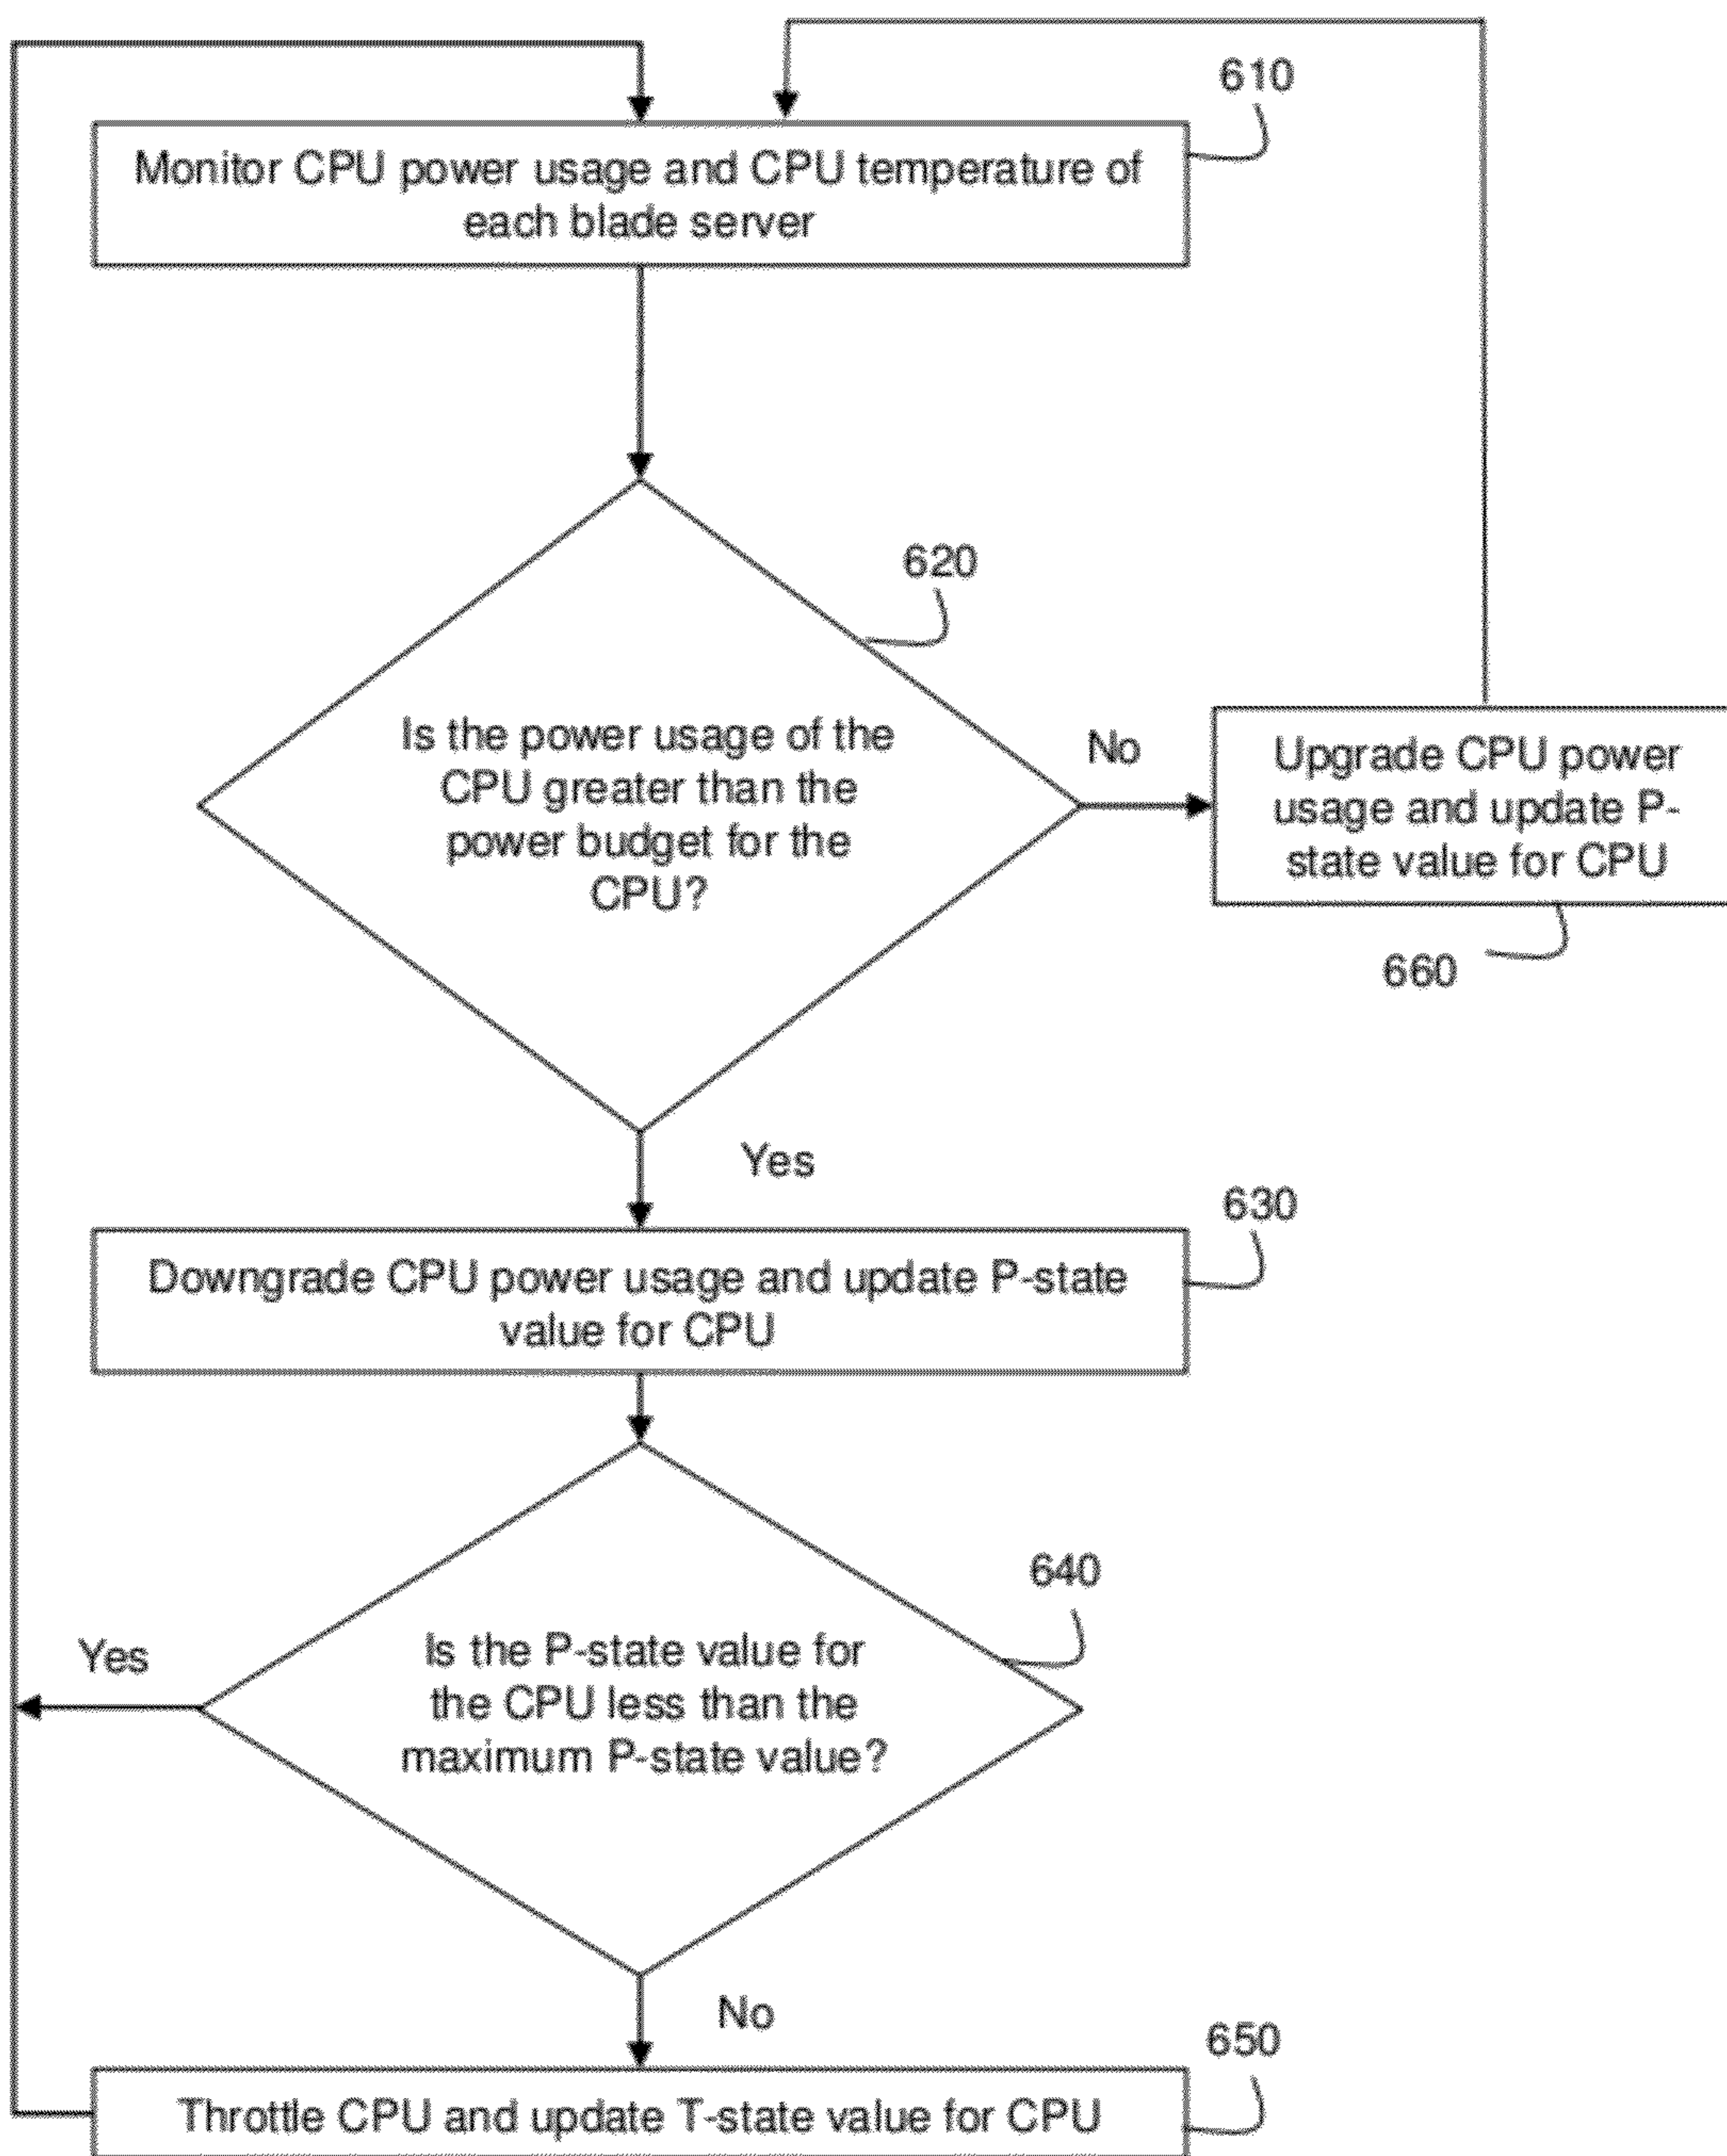 610
Monitor CPU power usage and CPU temperature of
each blade server
620
Is the power usage of the
CPU greater than the
power budget for the
CPU?
No
Upgrade CPU power
usage and update P-
state value for CPU
660
Yes
630
Downgrade CPU power usage and update P-state
value for CPU
640
Yes
Is the P-state value for
the CPU less than the
maximum P-state value?
No
650
Throttle CPU and update T-state value for CPU